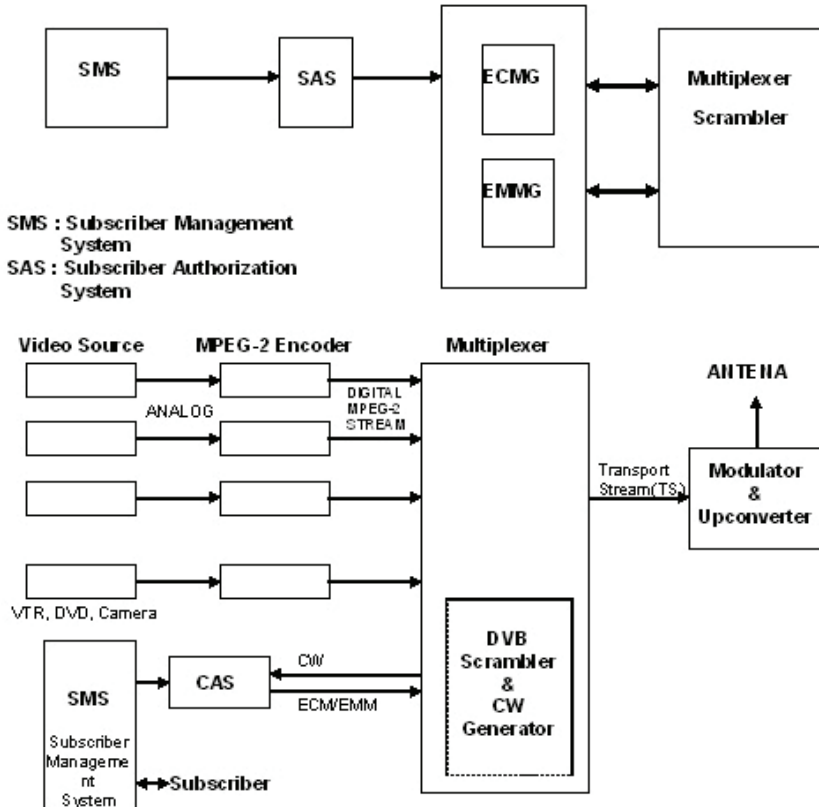 SMS
SAS
ECMG
EMMG
Multiplexer
Scrambler
SMS : Subscriber Management
System
SAS : Subscriber Authorization
System
Video Source
MPEG-2 Encoder
Multiplexer
ANALOG
DIGITAL
MPEG-2
STREAM
ANTENA
Transport
Stream(TS)
Modulator
&
Upconverter
VTR, DVD, Camera
SMS
Subscriber
Manageme
nt
System
CAS
CW
ECM/EMM
Subscriber
DVB
Scrambler
&
CW
Generator